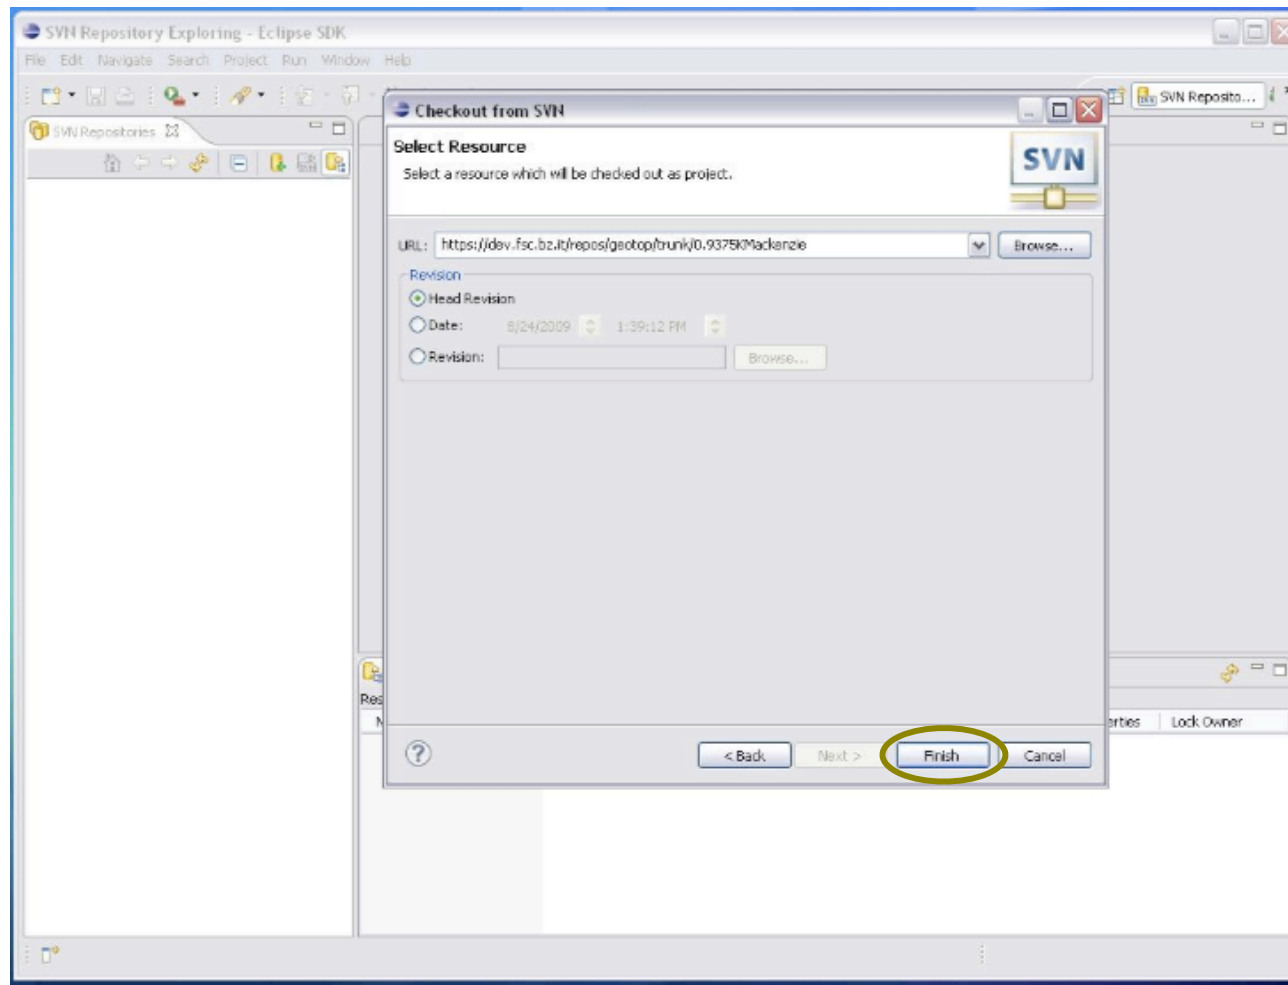 SVN Repository Exploring - Eclipse SDK
File Edit Navigate Search Project Run Window Help
SVN Reposito...
SVN Repositories
Checkout from SVN
Select Resource
Select a resource which will be checked out as project.
SVN
URL: https://dev.fsc.bz.it/repos/geotop/trunk/0.9375KMackenzie Browse...
Revision
Head Revision
Date: 8/24/2009 1:39:12 PM
Revision: Browse...
Res
erties Lock Owner
< Back Next > Finish Cancel